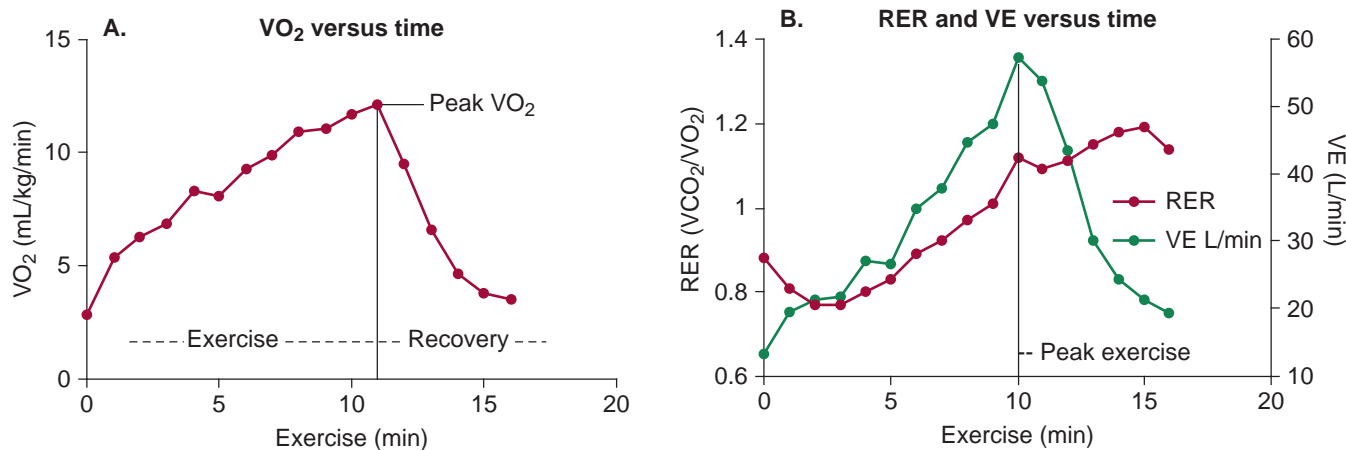 A.
VO₂ versus time
15
10
5
0
VO₂ (mL/kg/min)
Peak VO₂
Exercise
Recovery
0
5
10
15
20
Exercise (min)
B.
RER and VE versus time
1.4
1.2
1
0.8
0.6
RER (VCO₂/VO₂)
60
50
40
30
20
10
VE (L/min)
RER
VE L/min
Peak exercise
0
5
10
15
20
Exercise (min)